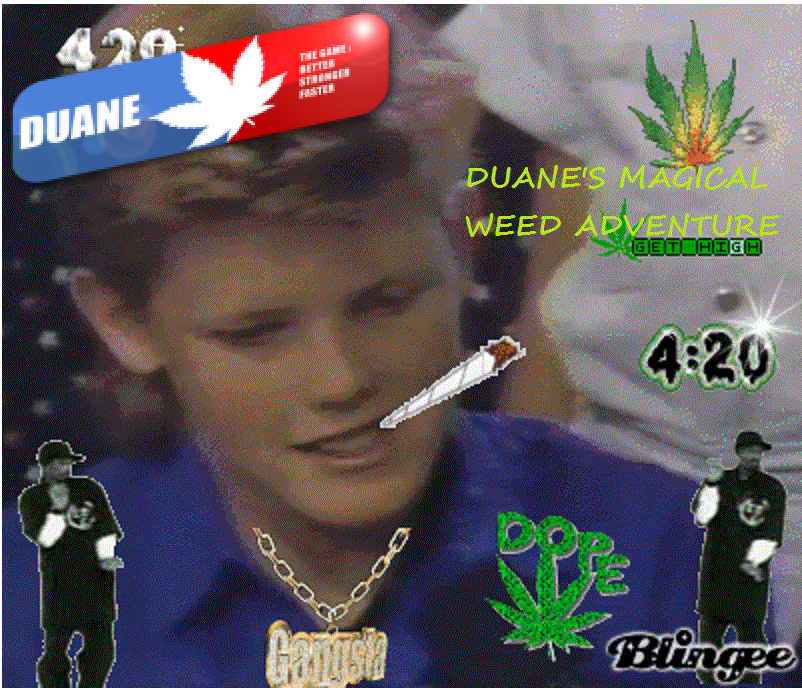 420
DUANE
THE GAME:
BETTER
STRONGER
FASTER
DUANE'S MAGICAL
WEED ADVENTURE
GET HIGH
4:20
DOPE
Gangsta
Blingee